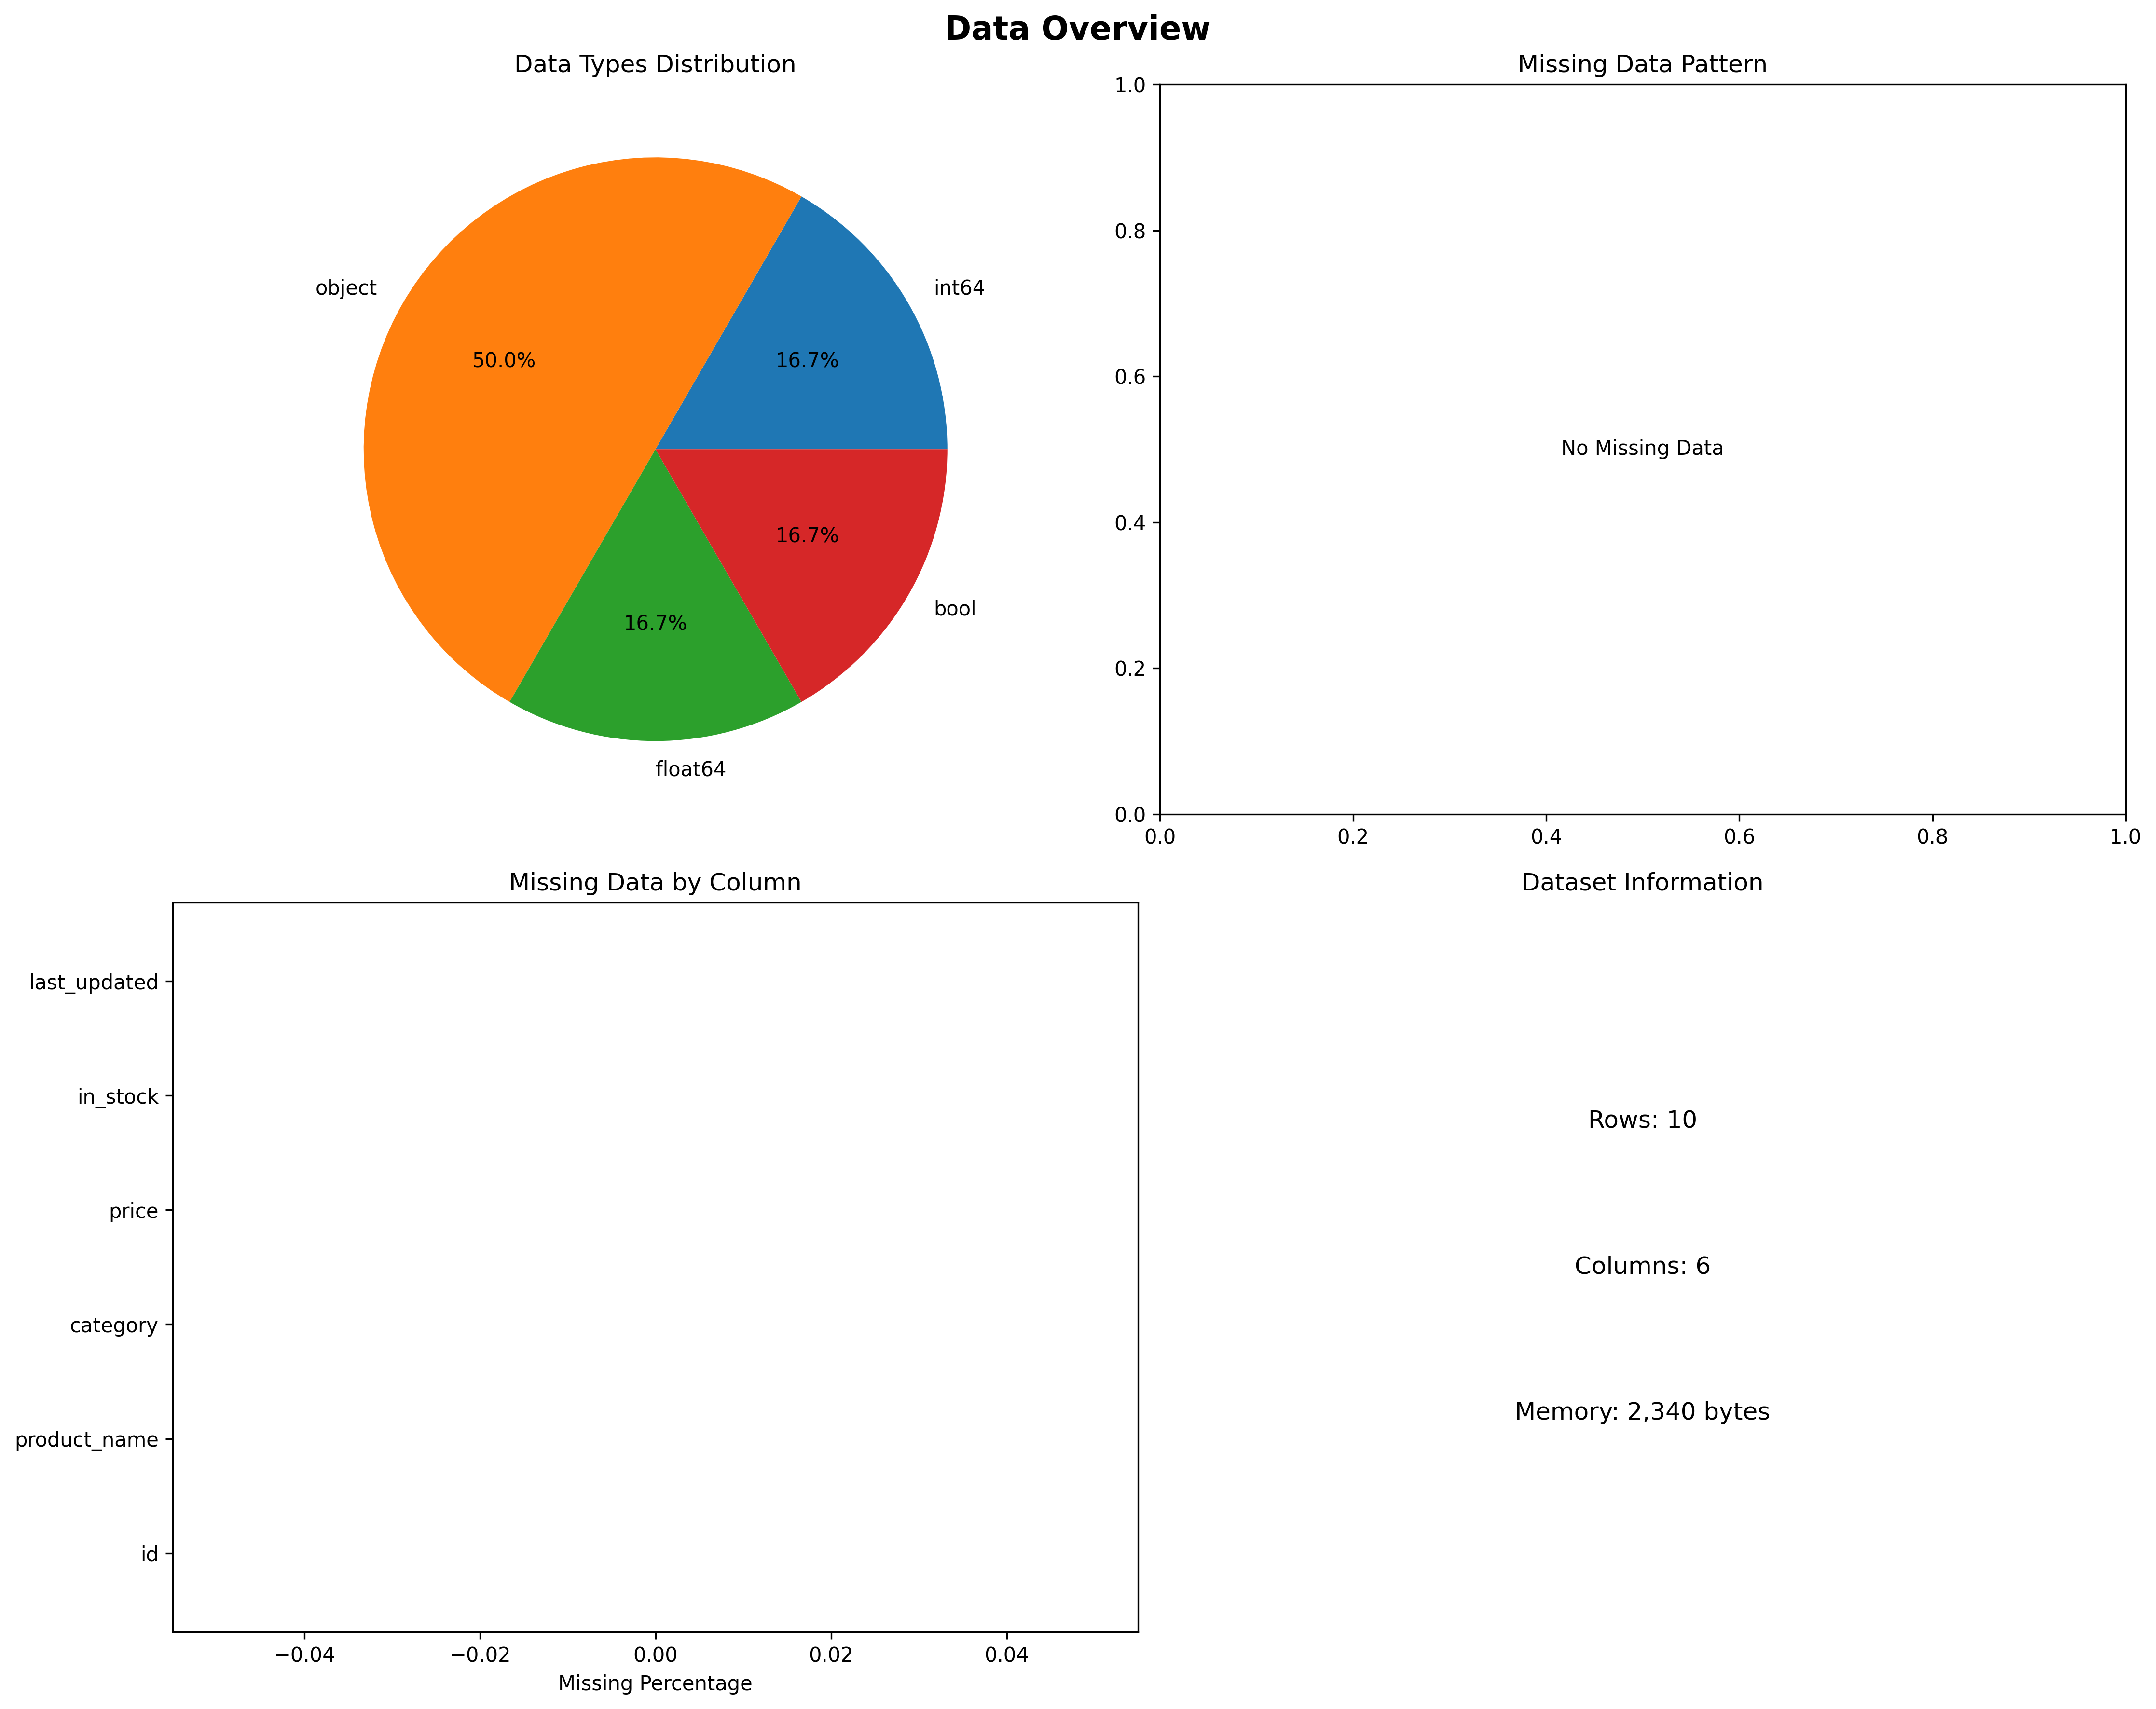 Data Overview
Data Types Distribution
object
int64
50.0%
16.7%
16.7%
bool
16.7%
float64
Missing Data Pattern
1.0
0.8
0.6
No Missing Data
0.4
0.2
0.0
0.0 0.2 0.4 0.6 0.8 1.0
Missing Data by Column
last_updated
in_stock
price
category
product_name
id
−0.04 −0.02 0.00 0.02 0.04
Missing Percentage
Dataset Information
Rows: 10
Columns: 6
Memory: 2,340 bytes